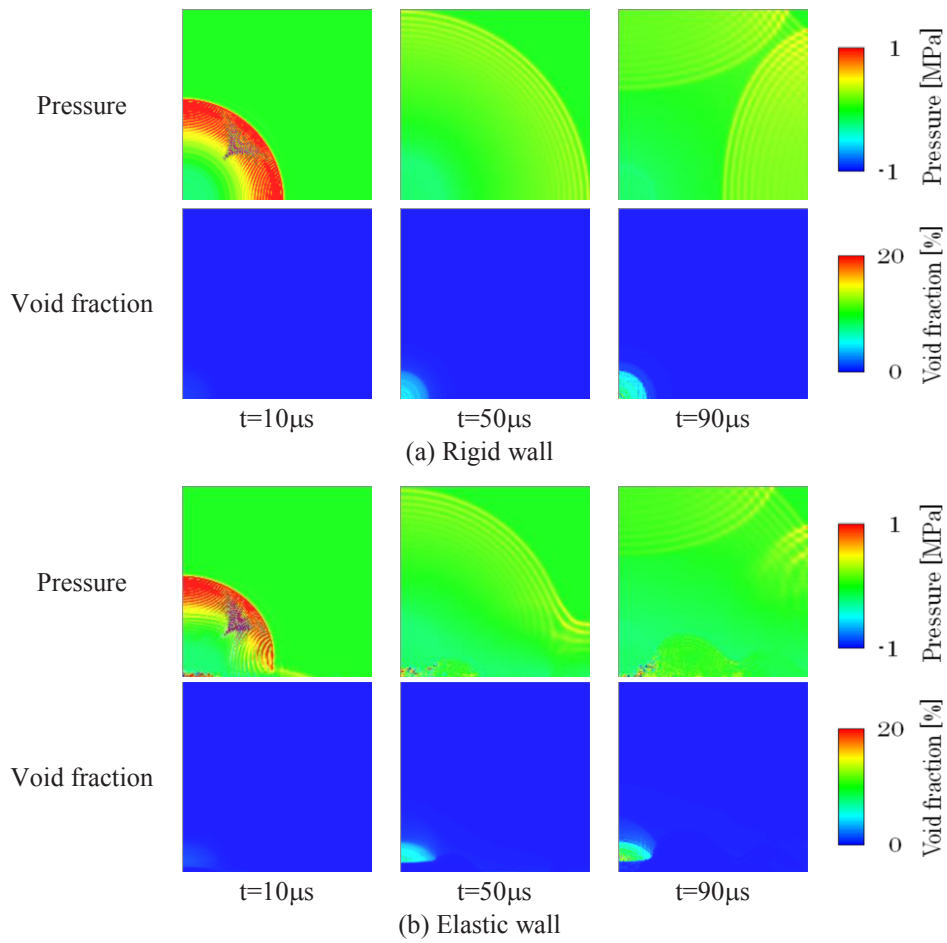 Pressure
1
-1
Pressure [MPa]
Void fraction
20
0
Void fraction [%]
t=10μs
t=50μs
t=90μs
(a) Rigid wall
Pressure
1
-1
Pressure [MPa]
Void fraction
20
0
Void fraction [%]
t=10μs
t=50μs
t=90μs
(b) Elastic wall